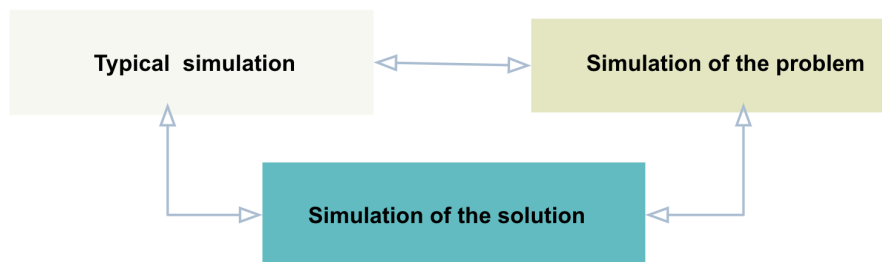 Typical simulation
Simulation of the problem
Simulation of the solution